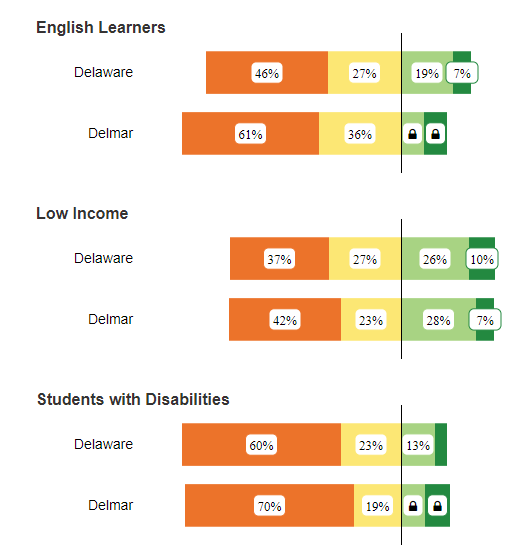 English Learners
Delaware 46% 27% 19% 7%
Delmar 61% 36%
Low Income
Delaware 37% 27% 26% 10%
Delmar 42% 23% 28% 7%
Students with Disabilities
Delaware 60% 23% 13%
Delmar 70% 19%